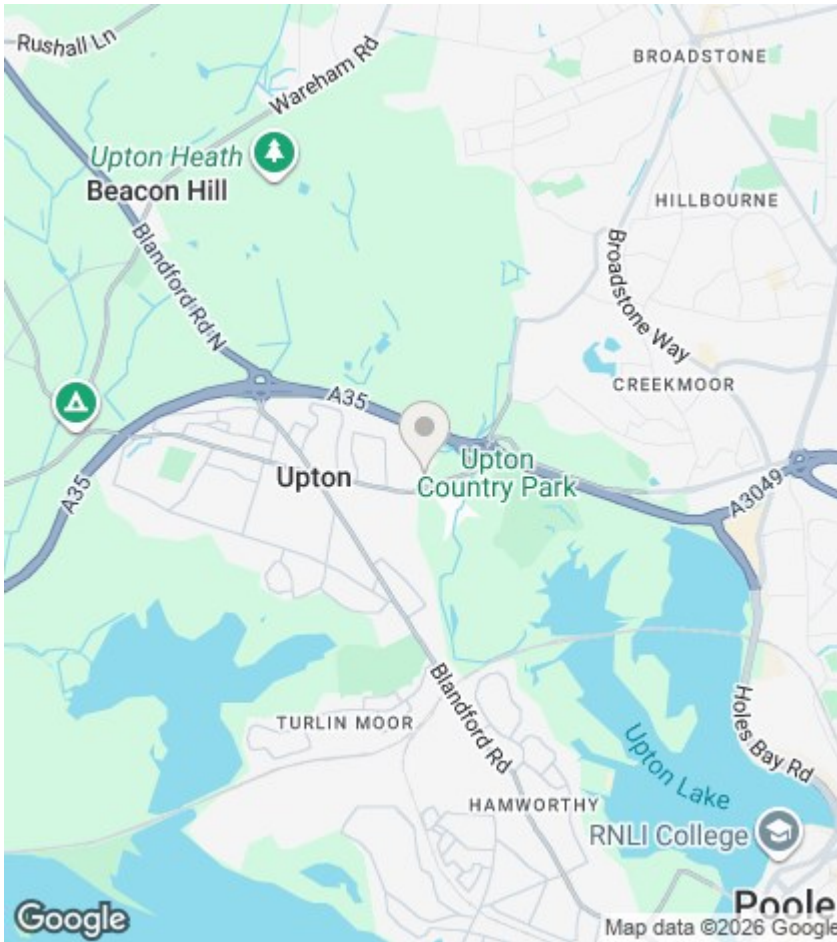 Rushall Ln
Wareham Rd
BROADSTONE
Upton Heath
Beacon Hill
HILLBOURNE
Blandford Rd N
Broadstone Way
CREEKMOOR
A35
Upton
Upton
Country Park
A3049
A35
Blandford Rd
TURLIN MOOR
Holes Bay Rd
Upton Lake
HAMWORTHY
RNLI College
Poole
Google
Map data ©2026 Google